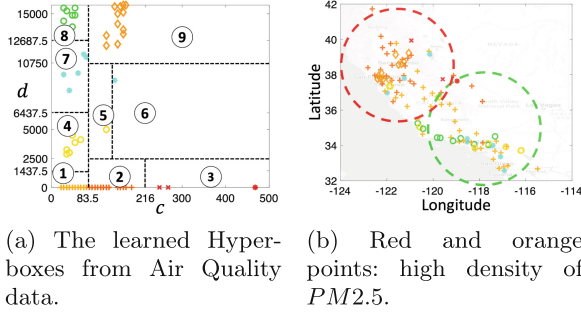 15000
12687.5
10750
d
6437.5
5000
2500
1437.5
0
8
9
7
4
5
6
1
2
3
0 83.5 216 300 400 500
c
42
40
38
36
34
32
Latitude
-124 -122 -120 -118 -116 -114
Longitude
(a) The learned Hyper-
boxes from Air Quality
data.
(b) Red and orange
points: high density of
PM2.5.